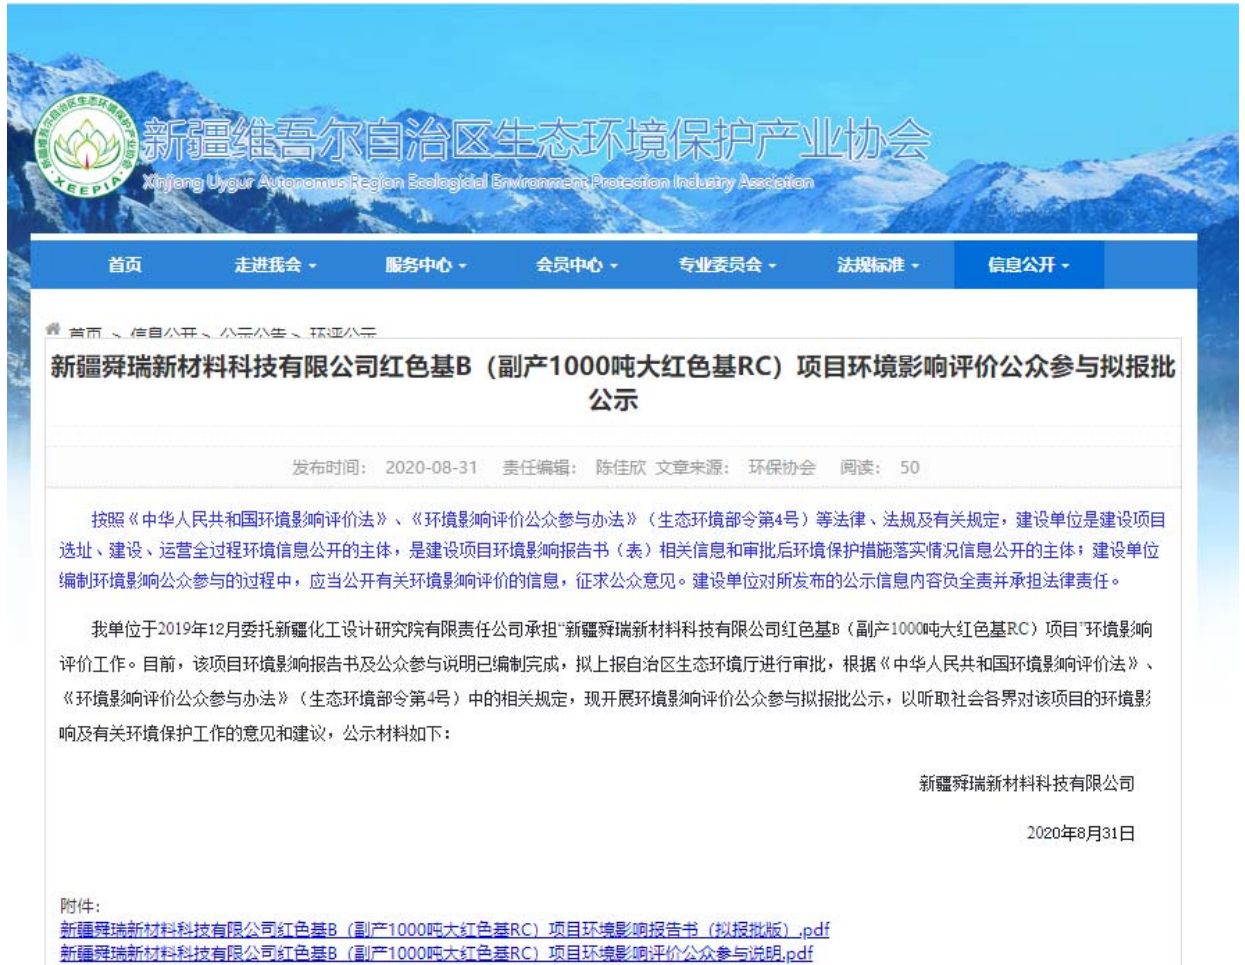 新疆维吾尔自治区生态环境保护产业协会
XEEPIA
首页 走进我会 服务中心 会员中心 专业委员会 法规标准 信息公开
首页 > 信息公开 > 公示公告 > 环评公示
新疆舜瑞新材料科技有限公司红色基B（副产1000吨大红色基RC）项目环境影响评价公众参与拟报批
公示
发布时间： 2020-08-31 责任编辑： 陈佳欣 文章来源： 环保协会 阅读： 50
按照《中华人民共和国环境影响评价法》、《环境影响评价公众参与办法》（生态环境部令第4号）等法律、法规及有关规定，建设单位是建设项目
选址、建设、运营全过程环境信息公开的主体，是建设项目环境影响报告书（表）相关信息和审批后环境保护措施落实情况信息公开的主体；建设单位
编制环境影响公众参与的过程中，应当公开有关环境影响评价的信息，征求公众意见。建设单位对所发布的公示信息内容负全责并承担法律责任。
我单位于2019年12月委托新疆化工设计研究院有限责任公司承担“新疆舜瑞新材料科技有限公司红色基B（副产1000吨大红色基RC）项目”环境影响
评价工作。目前，该项目环境影响报告书及公众参与说明已编制完成，拟上报自治区生态环境厅进行审批，根据《中华人民共和国环境影响评价法》、
《环境影响评价公众参与办法》（生态环境部令第4号）中的相关规定，现开展环境影响评价公众参与拟报批公示，以听取社会各界对该项目的环境影
响及有关环境保护工作的意见和建议，公示材料如下：
新疆舜瑞新材料科技有限公司
2020年8月31日
附件：
新疆舜瑞新材料科技有限公司红色基B（副产1000吨大红色基RC）项目环境影响报告书（拟报批版）.pdf
新疆舜瑞新材料科技有限公司红色基B（副产1000吨大红色基RC）项目环境影响评价公众参与说明.pdf